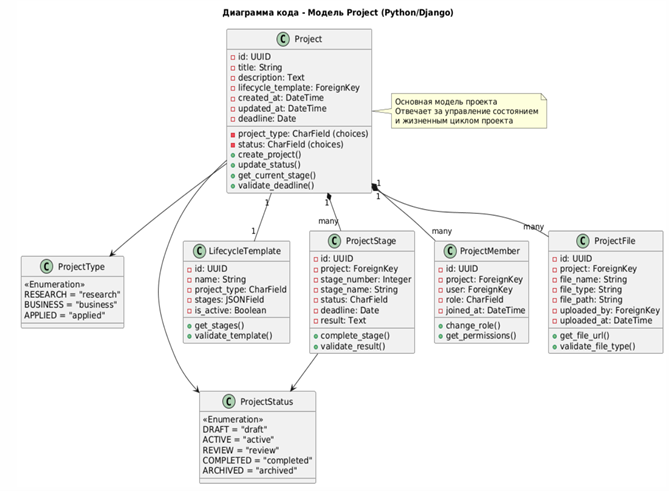 Диаграмма кода - Модель Project (Python/Django)
C Project
id: UUID
title: String
description: Text
lifecycle_template: ForeignKey
created_at: DateTime
updated_at: DateTime
deadline: Date
project_type: CharField (choices)
status: CharField (choices)
create_project()
update_status()
get_current_stage()
validate_deadline()
Основная модель проекта
Отвечает за управление состоянием
и жизненным циклом проекта
1
1
1
1
1
many
many
many
C ProjectType
«Enumeration»
RESEARCH = "research"
BUSINESS = "business"
APPLIED = "applied"
C LifecycleTemplate
id: UUID
name: String
project_type: CharField
stages: JSONField
is_active: Boolean
get_stages()
validate_template()
C ProjectStage
id: UUID
project: ForeignKey
stage_number: Integer
stage_name: String
status: CharField
deadline: Date
result: Text
complete_stage()
validate_result()
C ProjectMember
id: UUID
project: ForeignKey
user: ForeignKey
role: CharField
joined_at: DateTime
change_role()
get_permissions()
C ProjectFile
id: UUID
project: ForeignKey
file_name: String
file_type: String
file_path: String
uploaded_by: ForeignKey
uploaded_at: DateTime
get_file_url()
validate_file_type()
C ProjectStatus
«Enumeration»
DRAFT = "draft"
ACTIVE = "active"
REVIEW = "review"
COMPLETED = "completed"
ARCHIVED = "archived"